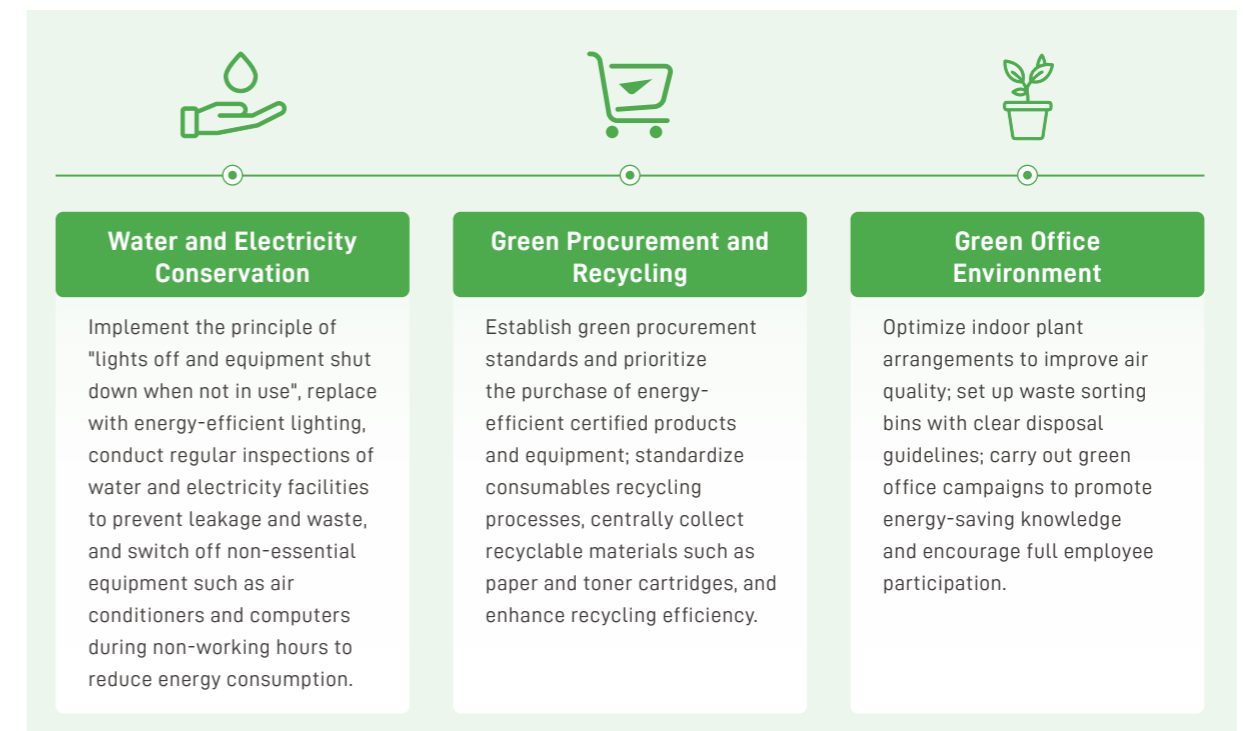 Water and Electricity
Conservation
Implement the principle of
"lights off and equipment shut
down when not in use", replace
with energy-efficient lighting,
conduct regular inspections of
water and electricity facilities
to prevent leakage and waste,
and switch off non-essential
equipment such as air
conditioners and computers
during non-working hours to
reduce energy consumption.
Green Procurement and
Recycling
Establish green procurement
standards and prioritize
the purchase of energy-
efficient certified products
and equipment; standardize
consumables recycling
processes, centrally collect
recyclable materials such as
paper and toner cartridges, and
enhance recycling efficiency.
Green Office
Environment
Optimize indoor plant
arrangements to improve air
quality; set up waste sorting
bins with clear disposal
guidelines; carry out green
office campaigns to promote
energy-saving knowledge
and encourage full employee
participation.